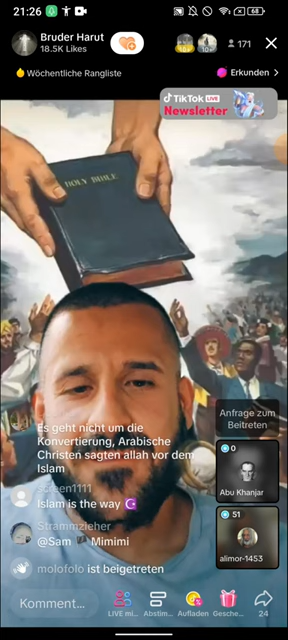 21:26
68
Bruder Harut
18.5K Likes
171
Wöchentliche Rangliste
Erkunden
TikTok LIVE
Newsletter
HOLY BIBLE
Anfrage zum
Beitreten
0
Abu Khanjar
51
alimor-1453
Es geht nicht um die
Konvertierung, Arabische
Christen sagten allah vor dem
Islam
screen1111
Islam is the way ☪
Strammzieher
@Sam 🏴 Mimimi
molofolo ist beigetreten
Komment...
LIVE mi...
Abstim...
Aufladen
Gesche...
24